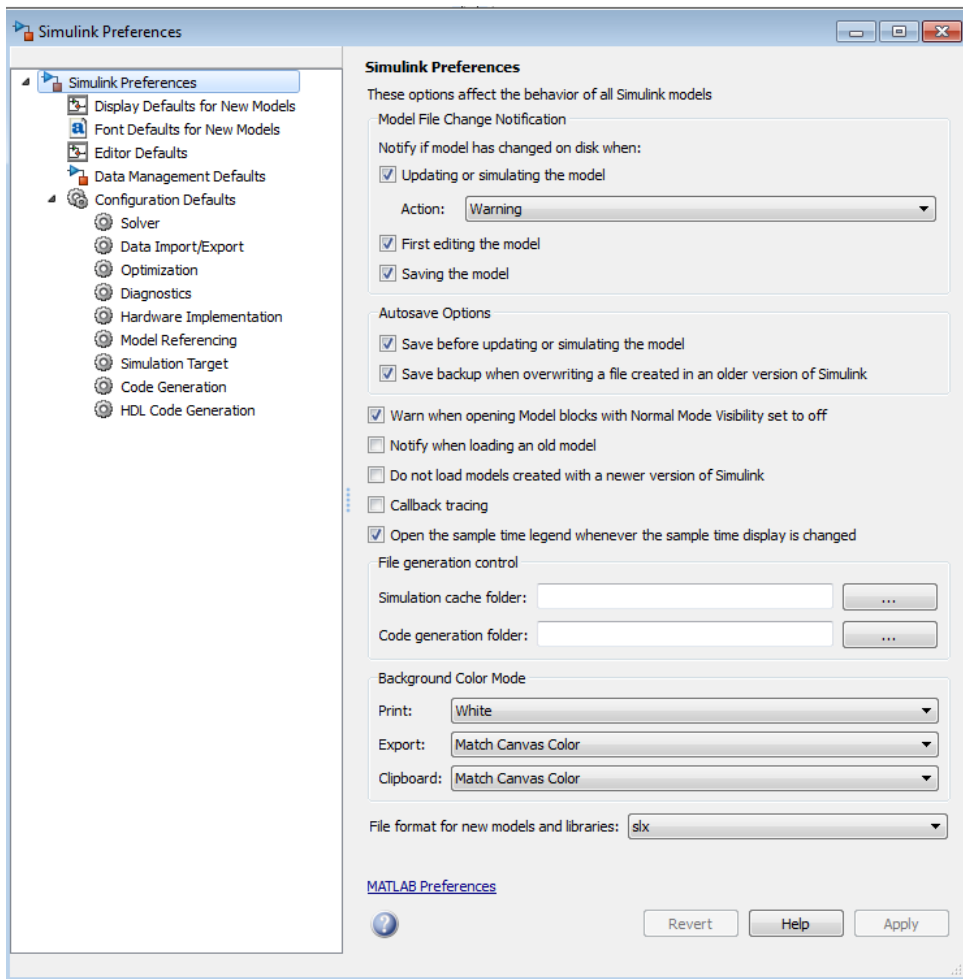 Simulink Preferences
Simulink Preferences
Display Defaults for New Models
Font Defaults for New Models
Editor Defaults
Data Management Defaults
Configuration Defaults
Solver
Data Import/Export
Optimization
Diagnostics
Hardware Implementation
Model Referencing
Simulation Target
Code Generation
HDL Code Generation
Simulink Preferences
These options affect the behavior of all Simulink models
Model File Change Notification
Notify if model has changed on disk when:
Updating or simulating the model
Action: Warning
First editing the model
Saving the model
Autosave Options
Save before updating or simulating the model
Save backup when overwriting a file created in an older version of Simulink
Warn when opening Model blocks with Normal Mode Visibility set to off
Notify when loading an old model
Do not load models created with a newer version of Simulink
Callback tracing
Open the sample time legend whenever the sample time display is changed
File generation control
Simulation cache folder: ...
Code generation folder: ...
Background Color Mode
Print: White
Export: Match Canvas Color
Clipboard: Match Canvas Color
File format for new models and libraries: slx
MATLAB Preferences
? Revert Help Apply